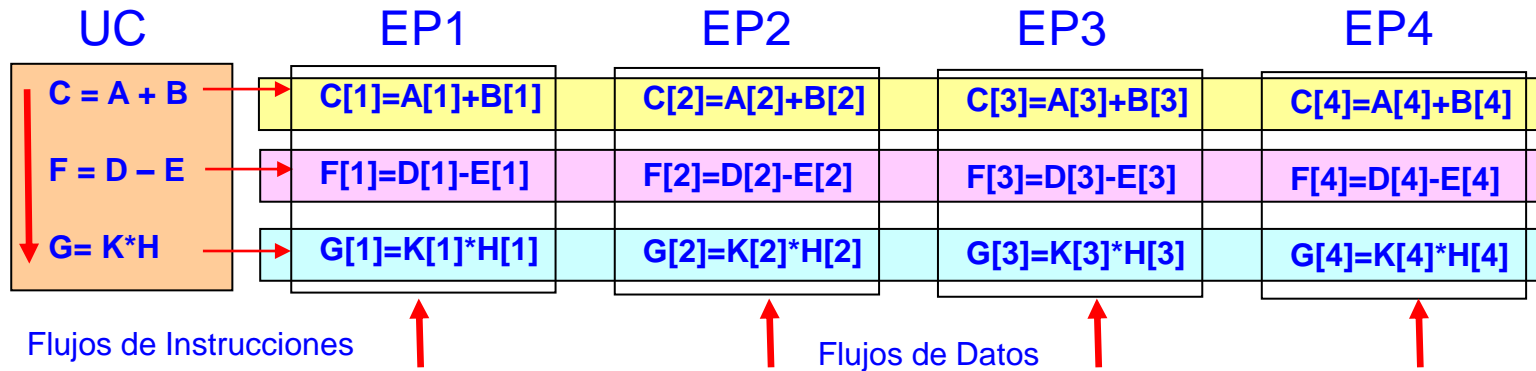 UC EP1 EP2 EP3 EP4
C = A + B C[1]=A[1]+B[1] C[2]=A[2]+B[2] C[3]=A[3]+B[3] C[4]=A[4]+B[4]
F = D – E F[1]=D[1]-E[1] F[2]=D[2]-E[2] F[3]=D[3]-E[3] F[4]=D[4]-E[4]
G= K*H G[1]=K[1]*H[1] G[2]=K[2]*H[2] G[3]=K[3]*H[3] G[4]=K[4]*H[4]
Flujos de Instrucciones Flujos de Datos